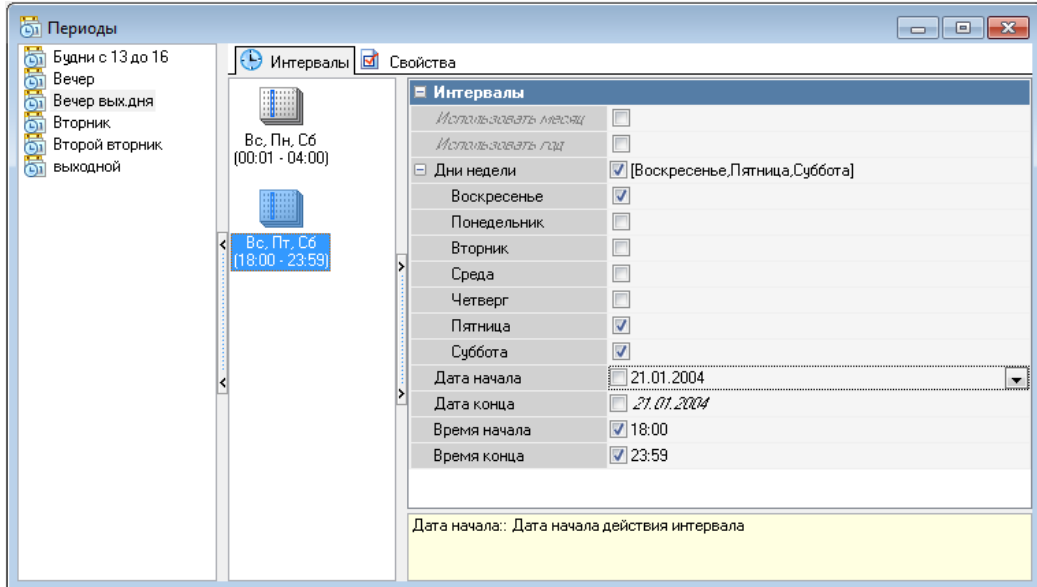 Периоды
Будни с 13 до 16
Вечер
Вечер вых.дня
Вторник
Второй вторник
выходной
Интервалы
Свойства
Вс, Пн, Сб
(00:01 - 04:00)
Вс, Пт, Сб
(18:00 - 23:59)
Интервалы
Использовать месяц
Использовать год
Дни недели [Воскресенье,Пятница,Суббота]
Воскресенье
Понедельник
Вторник
Среда
Четверг
Пятница
Суббота
Дата начала 21.01.2004
Дата конца 21.01.2004
Время начала 18:00
Время конца 23:59
Дата начала:: Дата начала действия интервала